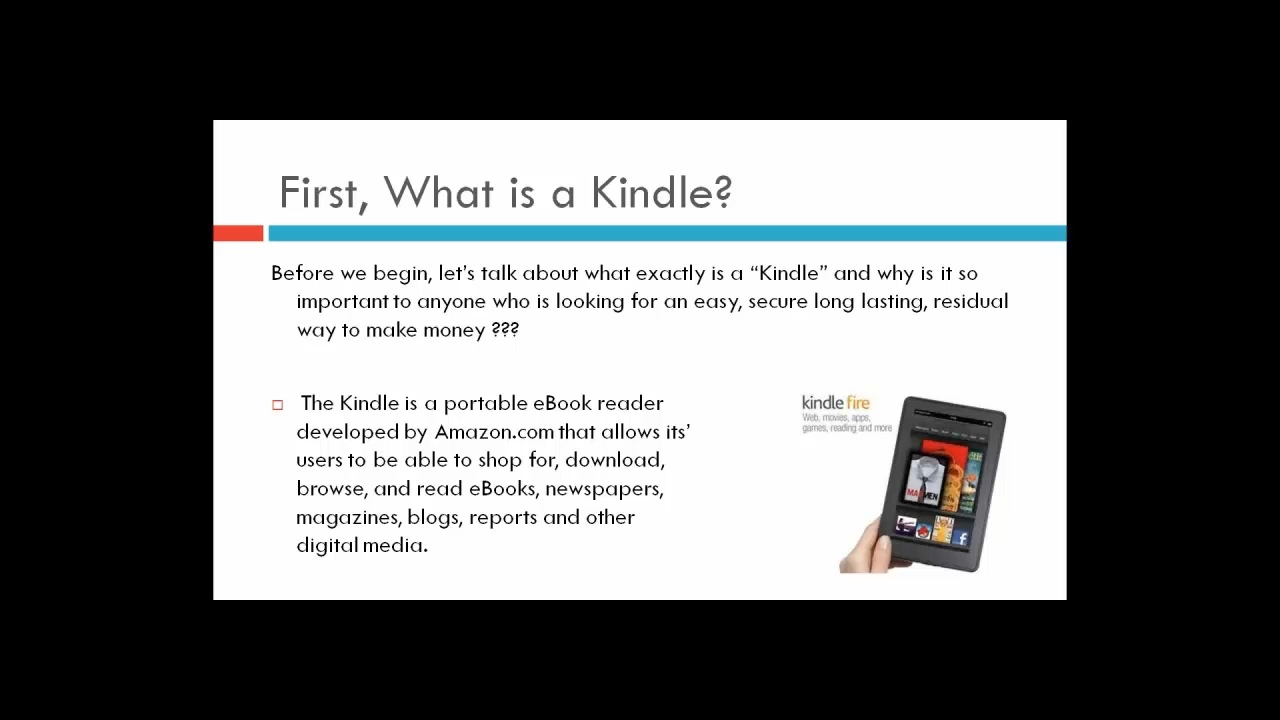 First, What is a Kindle?
Before we begin, let's talk about what exactly is a “Kindle” and why is it so
important to anyone who is looking for an easy, secure long lasting, residual
way to make money ???
The Kindle is a portable eBook reader
developed by Amazon.com that allows its'
users to be able to shop for, download,
browse, and read eBooks, newspapers,
magazines, blogs, reports and other
digital media.
kindle fire
Web, movies, apps,
games, reading and more